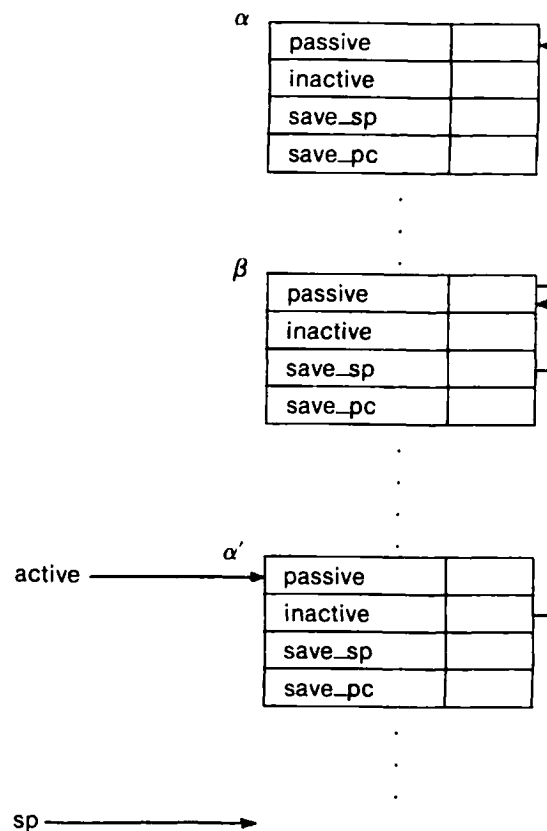 α
passive
inactive
save_sp
save_pc
β
passive
inactive
save_sp
save_pc
α′
active
passive
inactive
save_sp
save_pc
sp